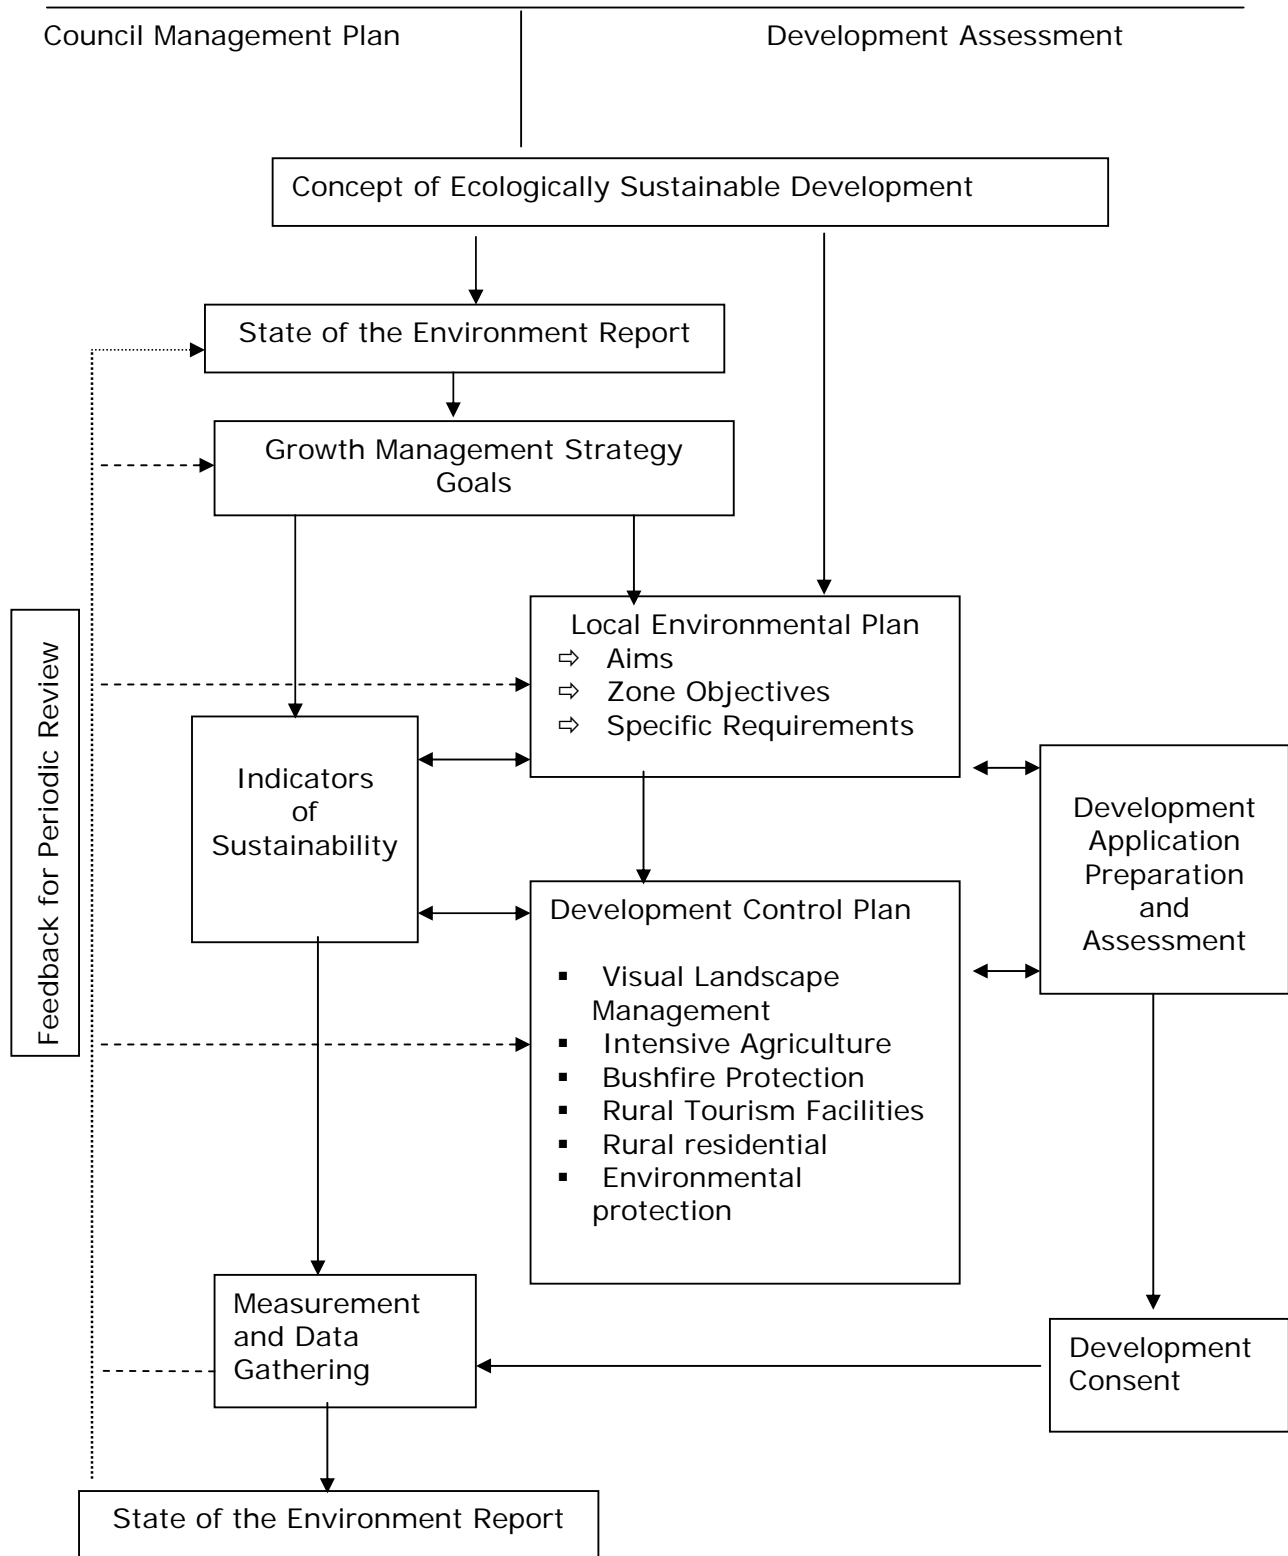 Council Management Plan
Development Assessment
Concept of Ecologically Sustainable Development
State of the Environment Report
Growth Management Strategy
Goals
Local Environmental Plan
⇨ Aims
⇨ Zone Objectives
⇨ Specific Requirements
Feedback for Periodic Review
Indicators
of
Sustainability
Development
Application
Preparation
and
Assessment
Development Control Plan
▪ Visual Landscape
Management
▪ Intensive Agriculture
▪ Bushfire Protection
▪ Rural Tourism Facilities
▪ Rural residential
▪ Environmental
protection
Measurement
and Data
Gathering
Development
Consent
State of the Environment Report